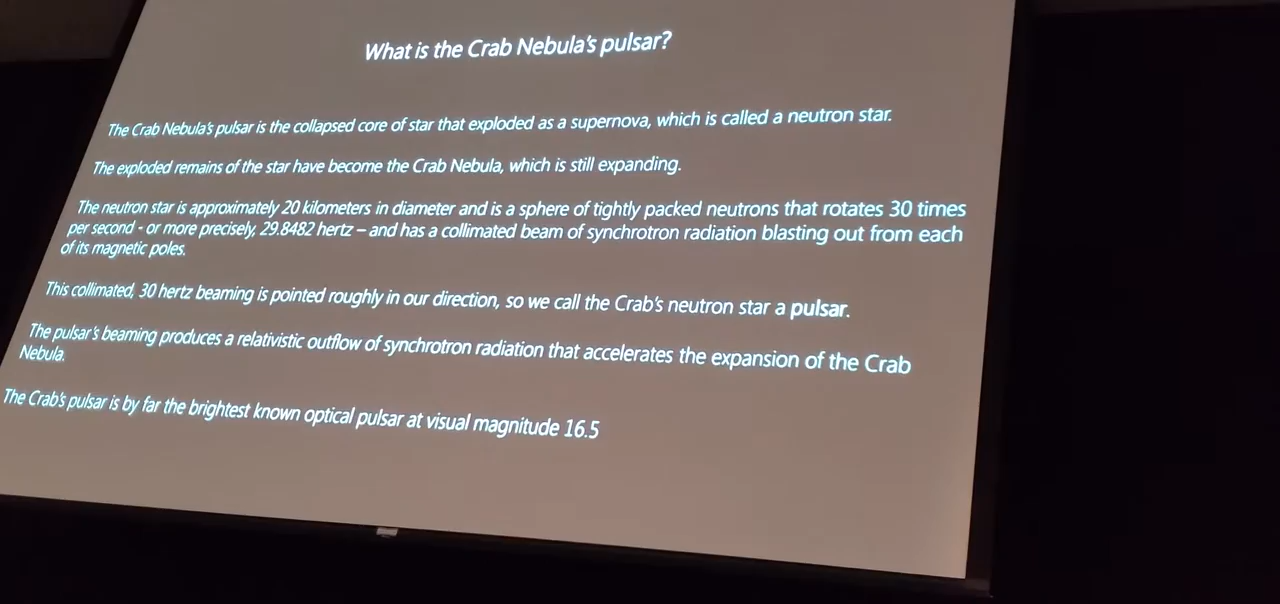 What is the Crab Nebula's pulsar?
The Crab Nebula's pulsar is the collapsed core of star that exploded as a supernova, which is called a neutron star.
The exploded remains of the star have become the Crab Nebula, which is still expanding.
The neutron star is approximately 20 kilometers in diameter and is a sphere of tightly packed neutrons that rotates 30 times
per second - or more precisely, 29.8482 hertz – and has a collimated beam of synchrotron radiation blasting out from each
of its magnetic poles.
This collimated, 30 hertz beaming is pointed roughly in our direction, so we call the Crab's neutron star a pulsar.
The pulsar's beaming produces a relativistic outflow of synchrotron radiation that accelerates the expansion of the Crab
Nebula.
The Crab's pulsar is by far the brightest known optical pulsar at visual magnitude 16.5